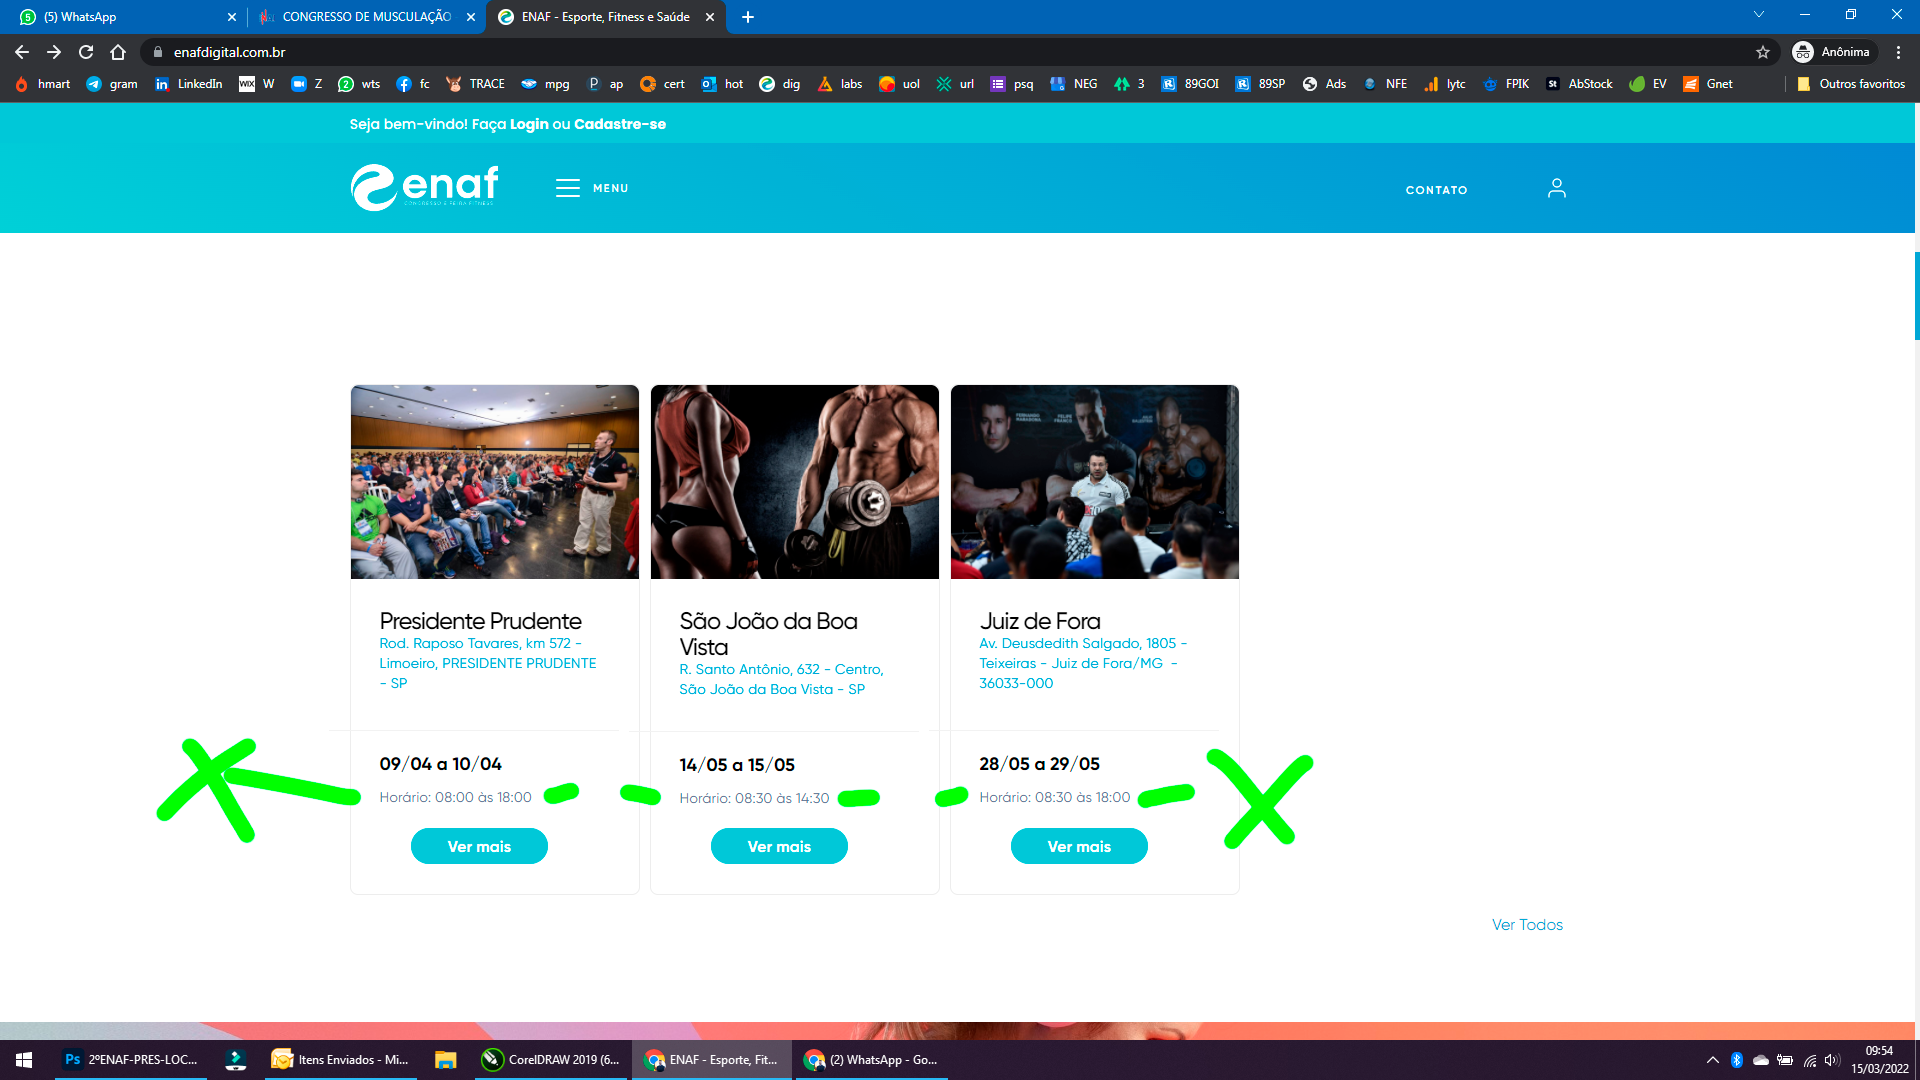 (5) WhatsApp
CONGRESSO DE MUSCULAÇÃO
ENAF - Esporte, Fitness e Saúde
enafdigital.com.br
Anônima
hmart gram LinkedIn W Z wts fc TRACE mpg ap cert hot dig labs uol url psq NEG 3 89GOI 89SP Ads NFE lytc FPIK AbStock EV Gnet Outros favoritos
Seja bem-vindo! Faça Login ou Cadastre-se
enaf
CONGRESSO E FEIRA FITNESS
MENU
CONTATO
Presidente Prudente
Rod. Raposo Tavares, km 572 -
Limoeiro, PRESIDENTE PRUDENTE
- SP
09/04 a 10/04
Horário: 08:00 às 18:00
Ver mais
São João da Boa
Vista
R. Santo Antônio, 632 - Centro,
São João da Boa Vista - SP
14/05 a 15/05
Horário: 08:30 às 14:30
Ver mais
Juiz de Fora
Av. Deusdedith Salgado, 1805 -
Teixeiras - Juiz de Fora/MG -
36033-000
28/05 a 29/05
Horário: 08:30 às 18:00
Ver mais
Ver Todos
2ºENAF-PRES-LOC...
Itens Enviados - Mi...
CorelDRAW 2019 (6...
ENAF - Esporte, Fit...
(2) WhatsApp - Go...
09:54
15/03/2022